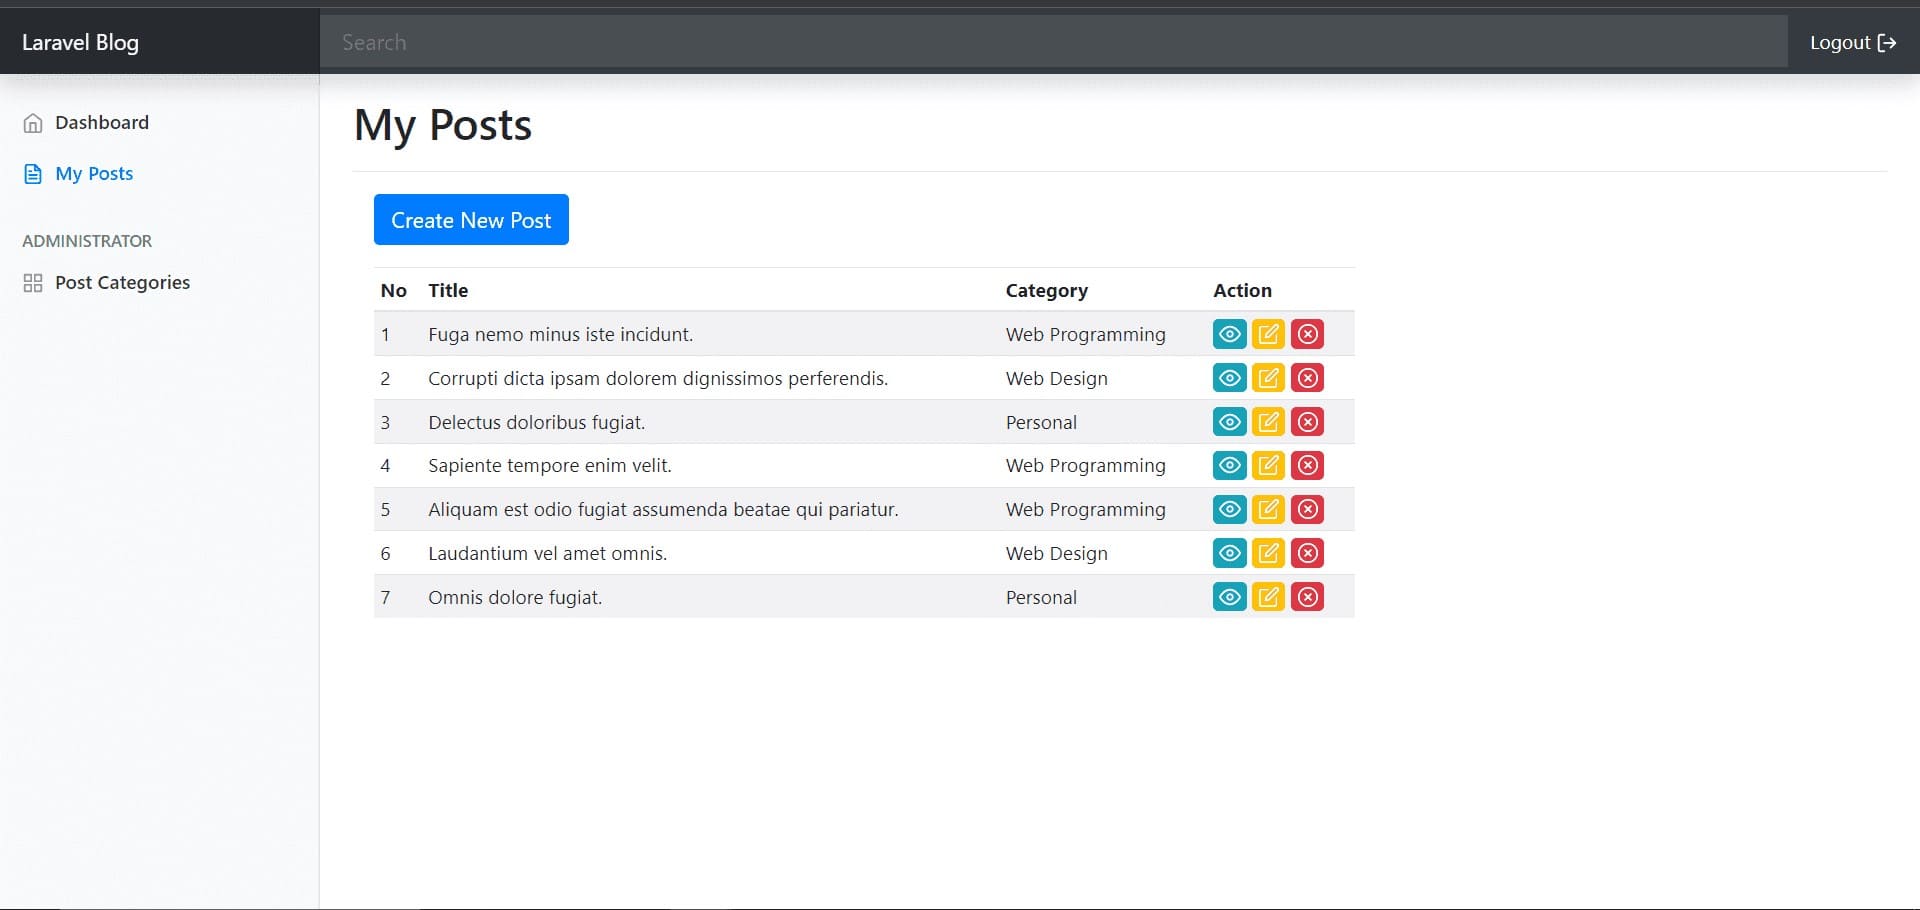 Laravel Blog
Search
Logout
Dashboard
My Posts
ADMINISTRATOR
Post Categories
My Posts
Create New Post
No Title Category Action
1 Fuga nemo minus iste incidunt. Web Programming
2 Corrupti dicta ipsam dolorem dignissimos perferendis. Web Design
3 Delectus doloribus fugiat. Personal
4 Sapiente tempore enim velit. Web Programming
5 Aliquam est odio fugiat assumenda beatae qui pariatur. Web Programming
6 Laudantium vel amet omnis. Web Design
7 Omnis dolore fugiat. Personal